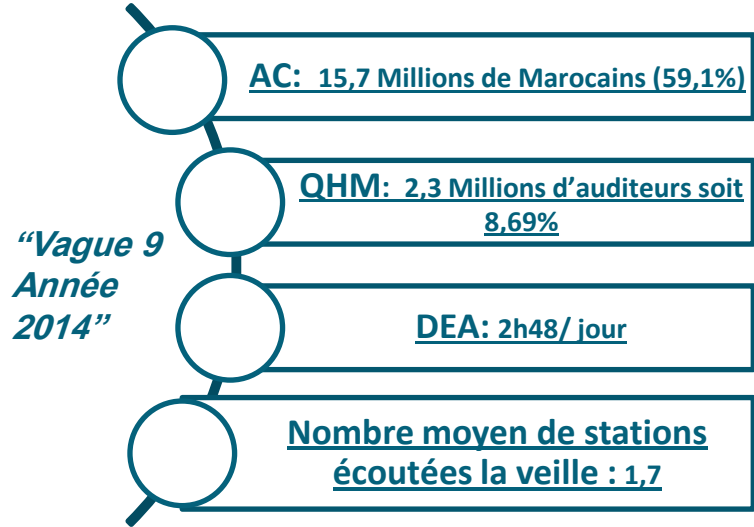 AC: 15,7 Millions de Marocains (59,1%)
QHM: 2,3 Millions d’auditeurs soit
8,69%
“Vague 9
Année
2014”
DEA: 2h48/ jour
Nombre moyen de stations
écoutées la veille : 1,7